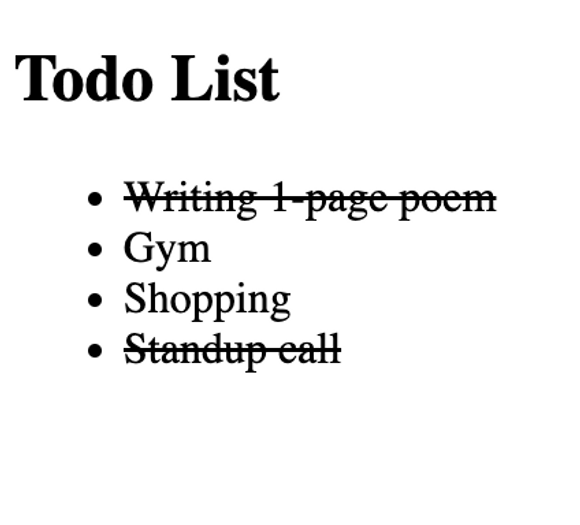 Todo List
Writing 1-page poem
Gym
Shopping
Standup call